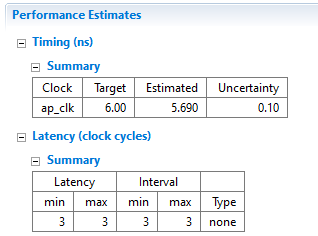 Performance Estimates
Timing (ns)
Summary
Clock Target Estimated Uncertainty
ap_clk 6.00 5.690 0.10
Latency (clock cycles)
Summary
Latency Interval
min max min max Type
3 3 3 3 none